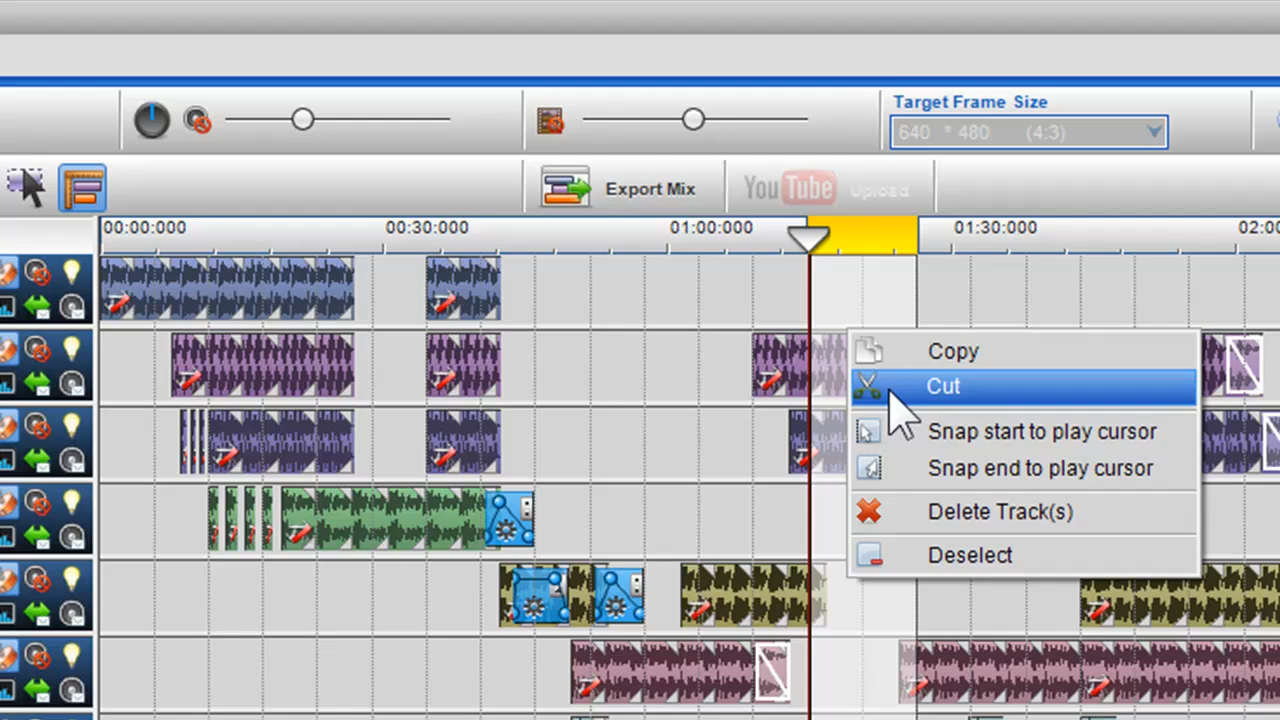 Target Frame Size
640 * 480 (4:3)
Export Mix
YouTube Upload
00:00:000 00:30:000 01:00:000 01:30:000 02:0
Copy
Cut
Snap start to play cursor
Snap end to play cursor
Delete Track(s)
Deselect